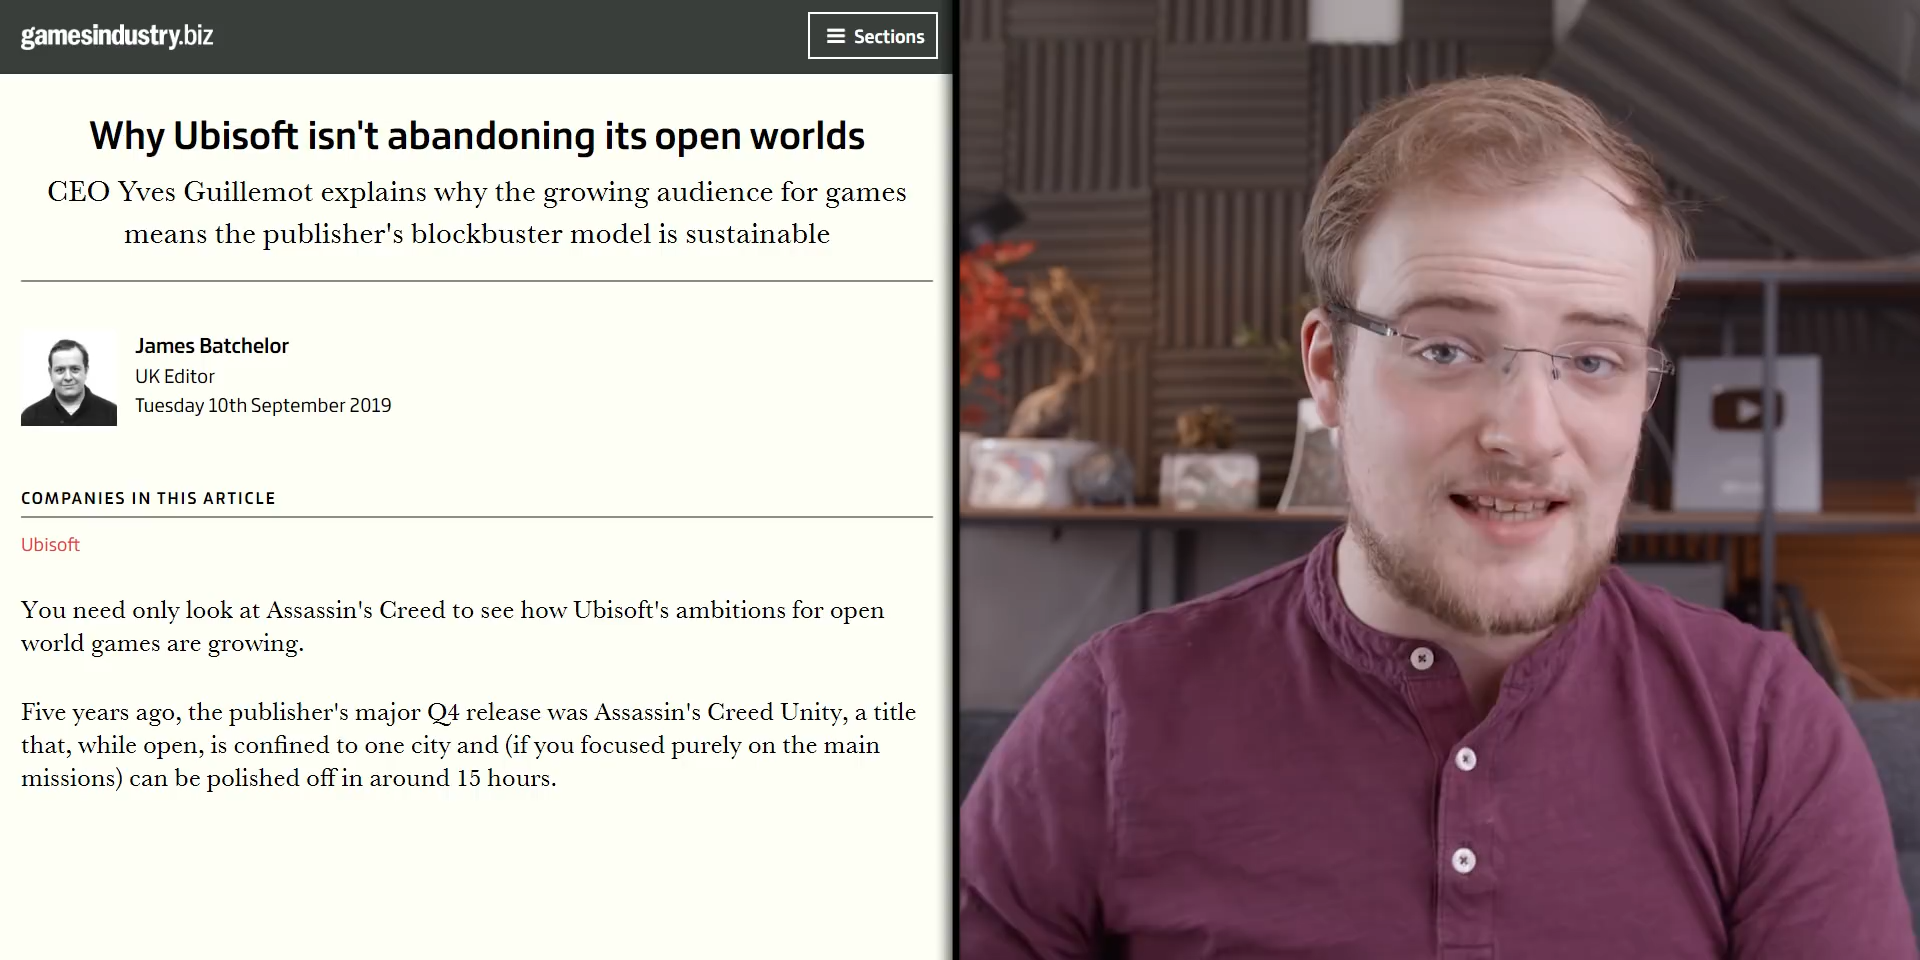 gamesindustry.biz
Sections
Why Ubisoft isn't abandoning its open worlds
CEO Yves Guillemot explains why the growing audience for games
means the publisher's blockbuster model is sustainable
James Batchelor
UK Editor
Tuesday 10th September 2019
COMPANIES IN THIS ARTICLE
Ubisoft
You need only look at Assassin's Creed to see how Ubisoft's ambitions for open
world games are growing.
Five years ago, the publisher's major Q4 release was Assassin's Creed Unity, a title
that, while open, is confined to one city and (if you focused purely on the main
missions) can be polished off in around 15 hours.